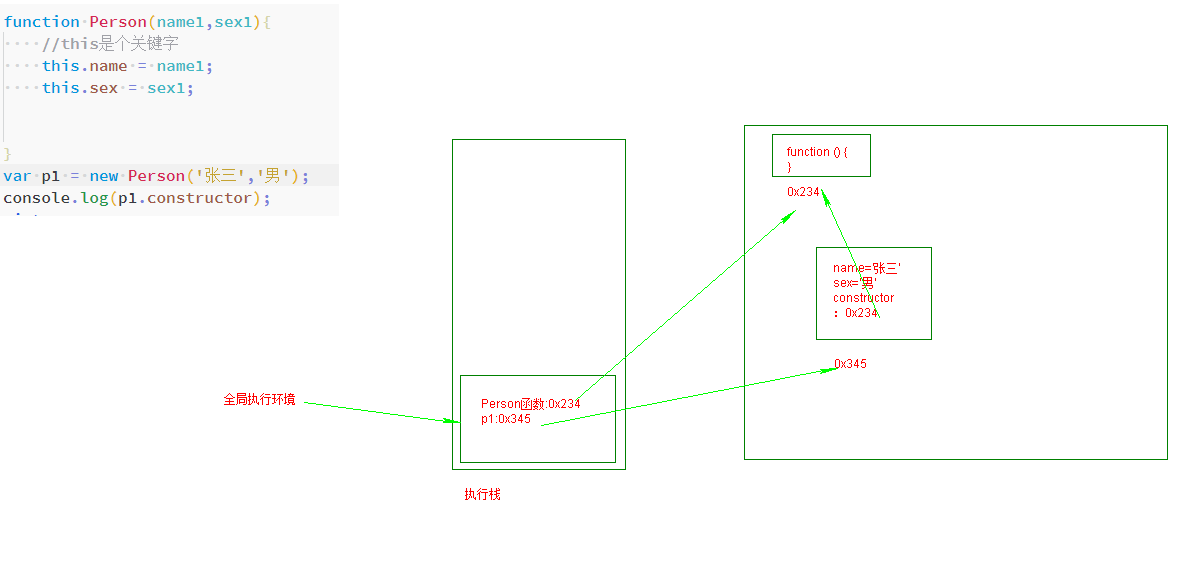 function Person(name1,sex1){
//this是个关键字
this.name = name1;
this.sex = sex1;
}
var p1 = new Person('张三','男');
console.log(p1.constructor);
function () {
}
0x234
name='张三'
sex='男'
constructor
：0x234
0x345
全局执行环境
Person函数:0x234
p1:0x345
执行栈